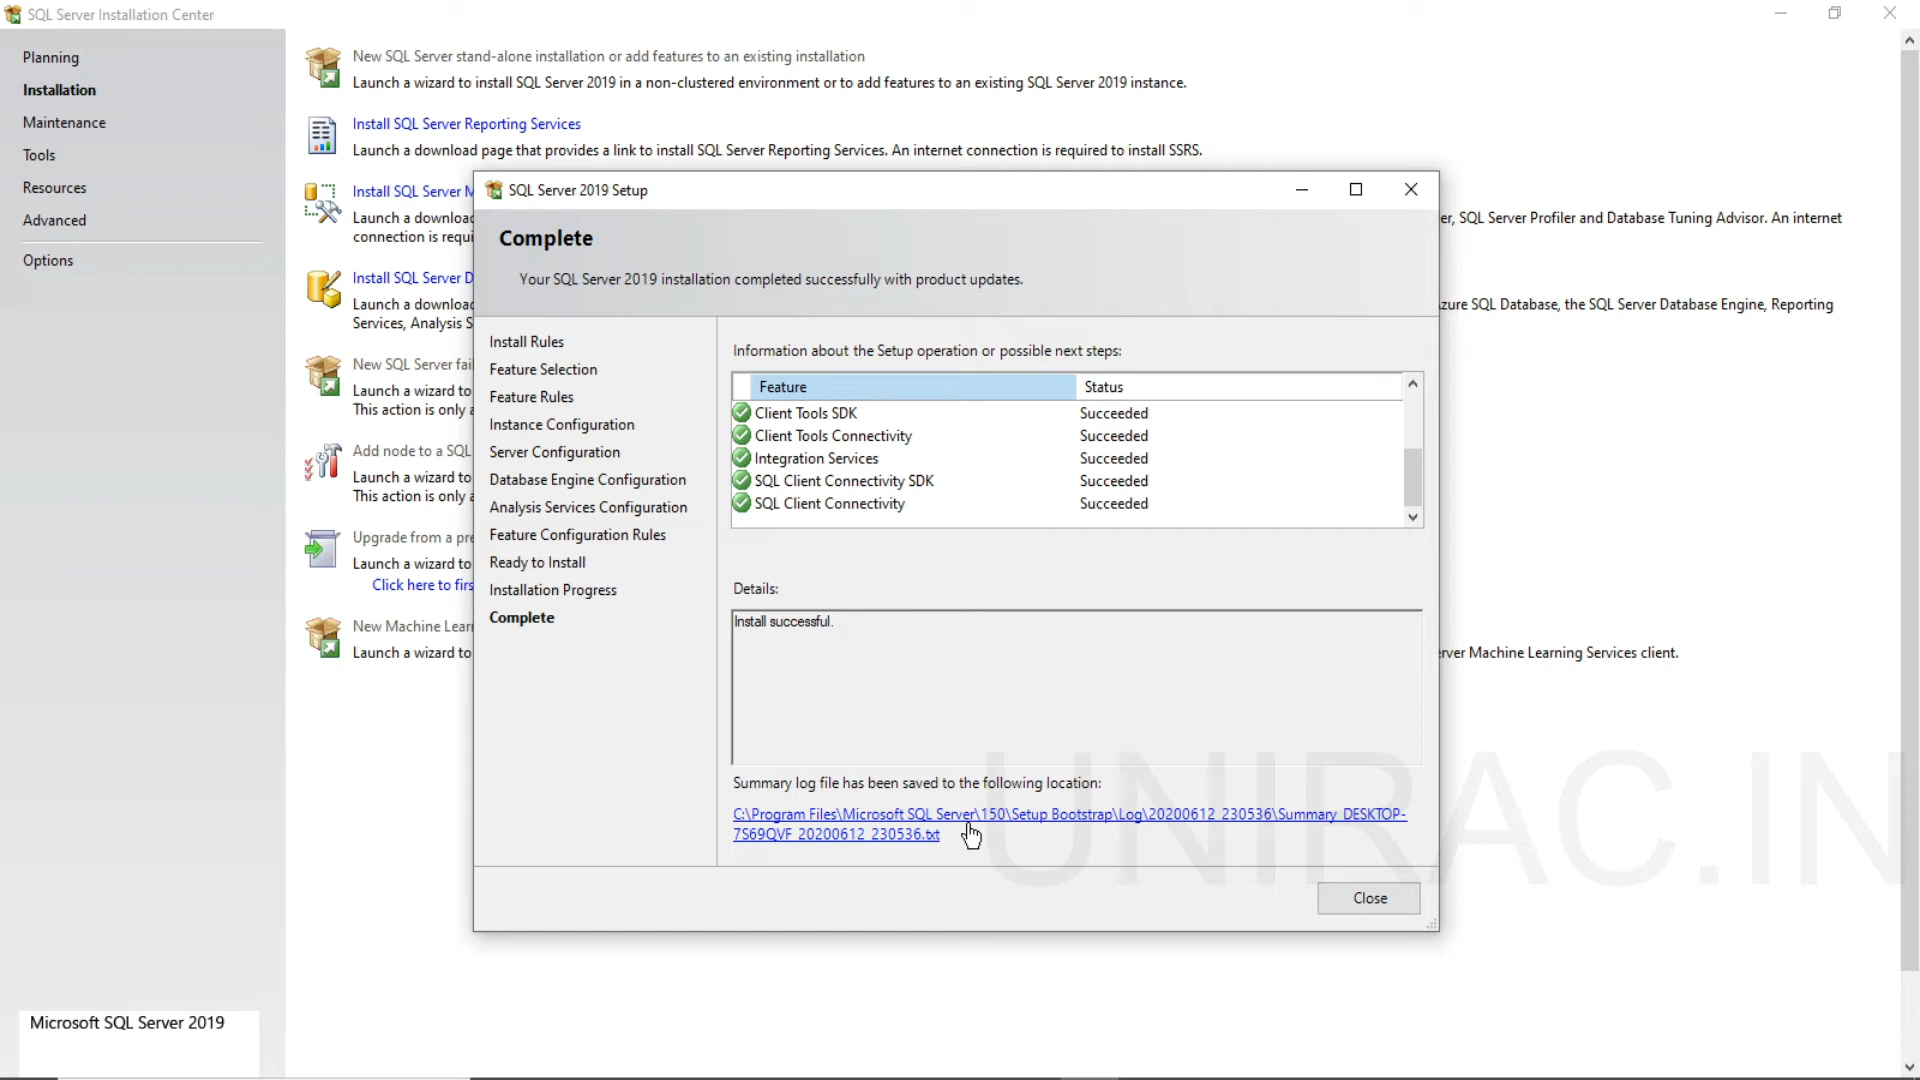 SQL Server Installation Center
Planning
Installation
Maintenance
Tools
Resources
Advanced
Options
Microsoft SQL Server 2019
New SQL Server stand-alone installation or add features to an existing installation
Launch a wizard to install SQL Server 2019 in a non-clustered environment or to add features to an existing SQL Server 2019 instance.
Install SQL Server Reporting Services
Launch a download page that provides a link to install SQL Server Reporting Services. An internet connection is required to install SSRS.
Install SQL Server
Launch a
er, SQL Server Profiler and Database Tuning Advisor. An internet
connection is
Install SQL Server
Launch a
SQL Database, the SQL Server Database Engine, Reporting
Services, Analysis
New SQL Server
Launch a wizard to
This action is only
Add node to a SQL
Launch a wizard to
This action is only
Upgrade from a
Launch a wizard to
Click here to
New Machine
Launch a wizard to
Machine Learning Services client.
SQL Server 2019 Setup
Complete
Your SQL Server 2019 installation completed successfully with product updates.
Install Rules
Feature Selection
Feature Rules
Instance Configuration
Server Configuration
Database Engine Configuration
Analysis Services Configuration
Feature Configuration Rules
Ready to Install
Installation Progress
Complete
Information about the Setup operation or possible next steps:
Feature Status
Client Tools SDK Succeeded
Client Tools Connectivity Succeeded
Integration Services Succeeded
SQL Client Connectivity SDK Succeeded
SQL Client Connectivity Succeeded
Details:
Install successful.
Summary log file has been saved to the following location:
C:\Program Files\Microsoft SQL Server\150\Setup Bootstrap\Log\20200612_230536\Summary_DESKTOP-
7S69QVF_20200612_230536.txt
Close
UNIRAC.IN